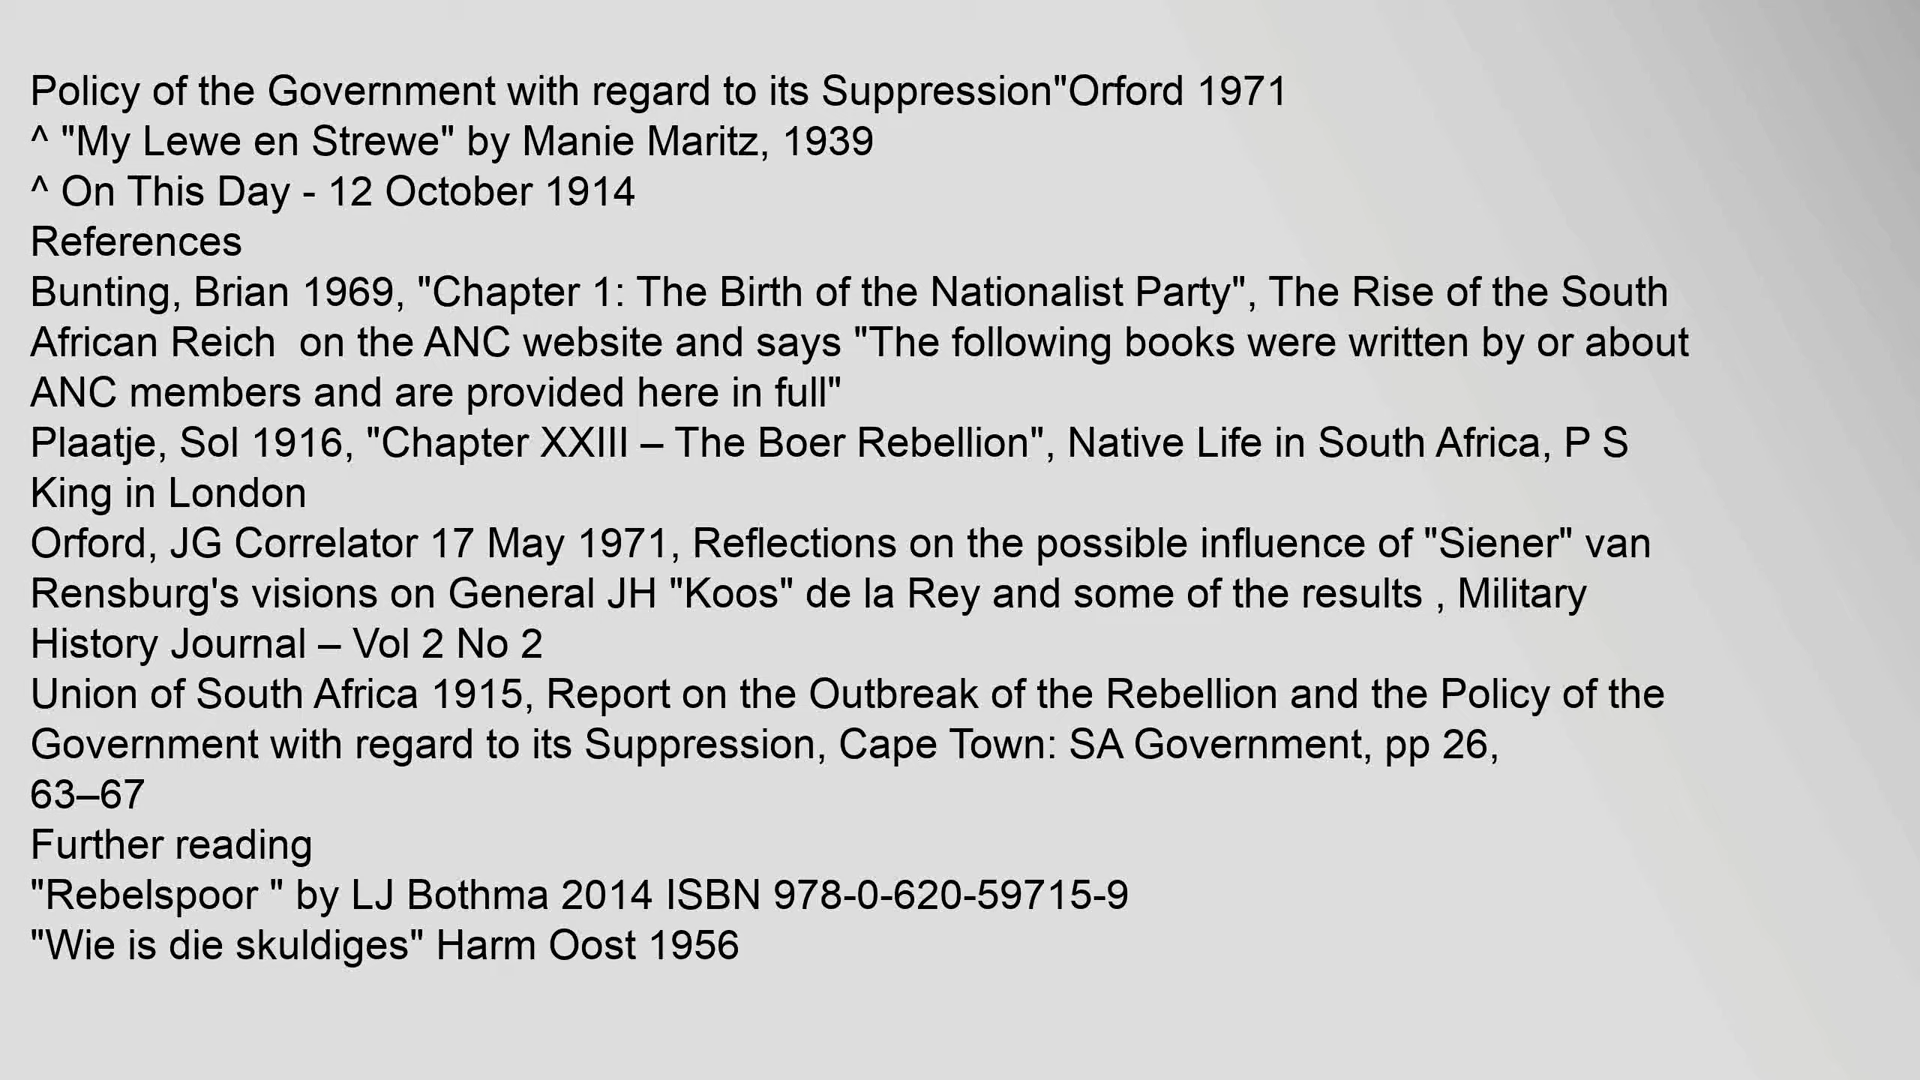 Policy of the Government with regard to its Suppression"Orford 1971
^ "My Lewe en Strewe" by Manie Maritz, 1939
^ On This Day - 12 October 1914
References
Bunting, Brian 1969, "Chapter 1: The Birth of the Nationalist Party", The Rise of the South
African Reich  on the ANC website and says "The following books were written by or about
ANC members and are provided here in full"
Plaatje, Sol 1916, "Chapter XXIII – The Boer Rebellion", Native Life in South Africa, P S
King in London
Orford, JG Correlator 17 May 1971, Reflections on the possible influence of "Siener" van
Rensburg's visions on General JH "Koos" de la Rey and some of the results , Military
History Journal – Vol 2 No 2
Union of South Africa 1915, Report on the Outbreak of the Rebellion and the Policy of the
Government with regard to its Suppression, Cape Town: SA Government, pp 26,
63–67
Further reading
"Rebelspoor " by LJ Bothma 2014 ISBN 978-0-620-59715-9
"Wie is die skuldiges" Harm Oost 1956